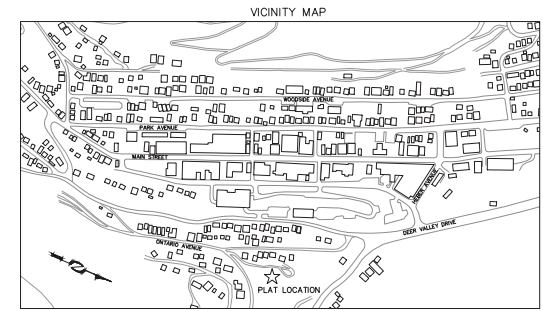 VICINITY MAP
WOODSIDE AVENUE
PARK AVENUE
MAIN STREET
HEBER AVENUE
DEER VALLEY DRIVE
ONTARIO AVENUE
PLAT LOCATION